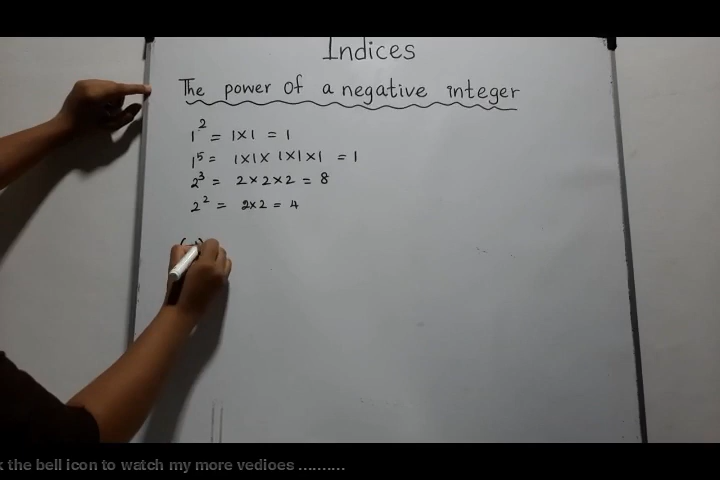 Indices
The power of a negative integer
1² = 1×1 = 1
1⁵ = 1×1×1×1×1 = 1
2³ = 2×2×2 = 8
2² = 2×2 = 4
the bell icon to watch my more vedioes ..........